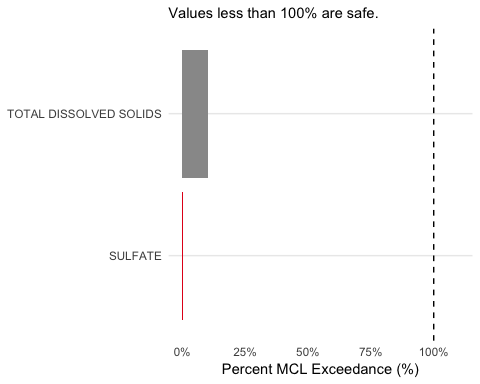 Values less than 100% are safe.
TOTAL DISSOLVED SOLIDS
SULFATE
0% 25% 50% 75% 100%
Percent MCL Exceedance (%)